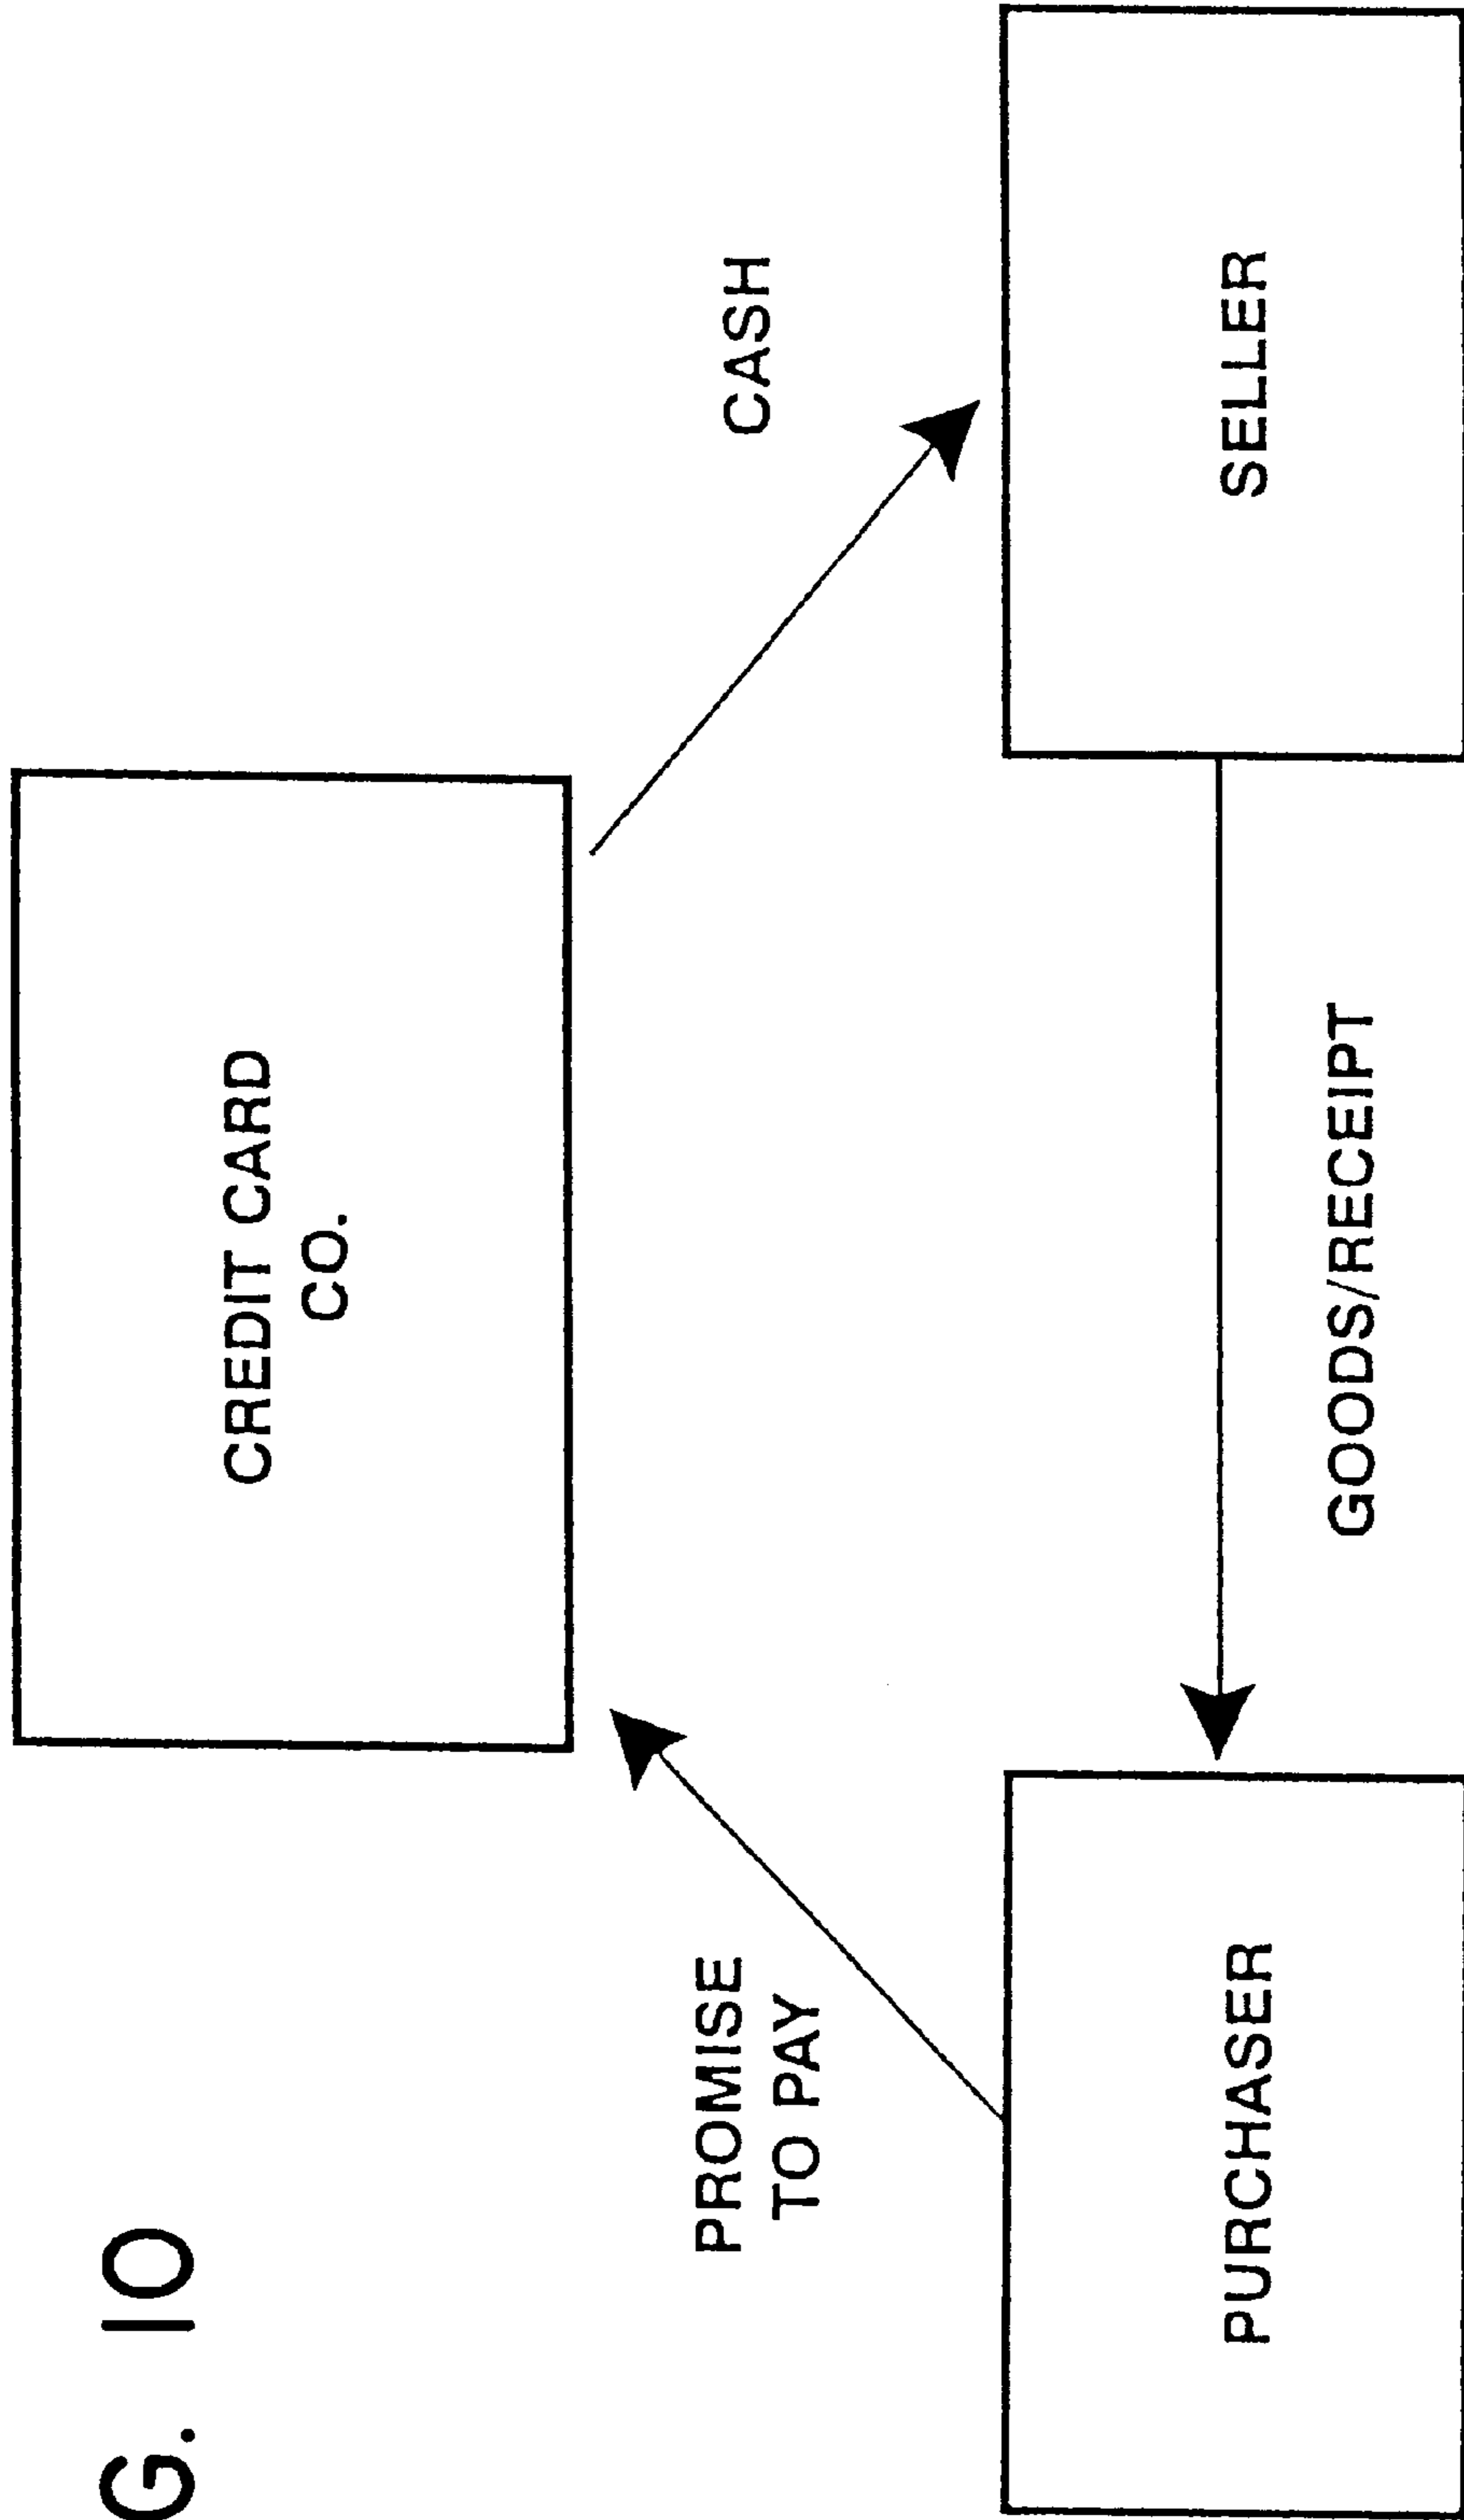 G. 10
CREDIT CARD
CO.
PROMISE
TO PAY
CASH
PURCHASER
GOODS/RECEIPT
SELLER